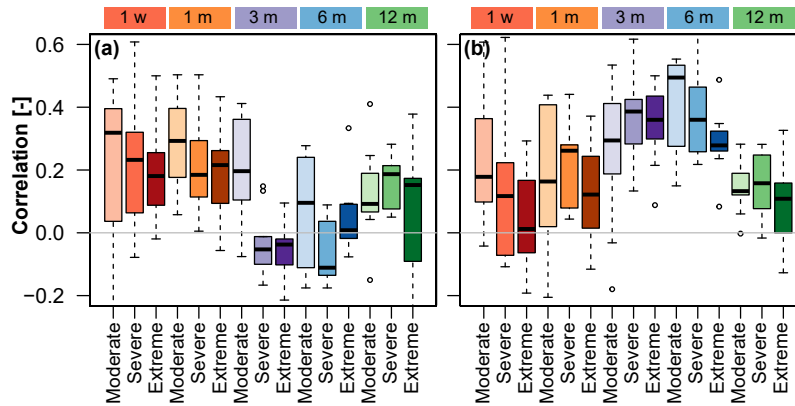 1 w 1 m 3 m 6 m 12 m 1 w 1 m 3 m 6 m 12 m
(a) (b)
Correlation [-]
0.6
0.4
0.2
0.0
−0.2
Moderate Severe Extreme Moderate Severe Extreme Moderate Severe Extreme Moderate Severe Extreme Moderate Severe Extreme
Moderate Severe Extreme Moderate Severe Extreme Moderate Severe Extreme Moderate Severe Extreme Moderate Severe Extreme